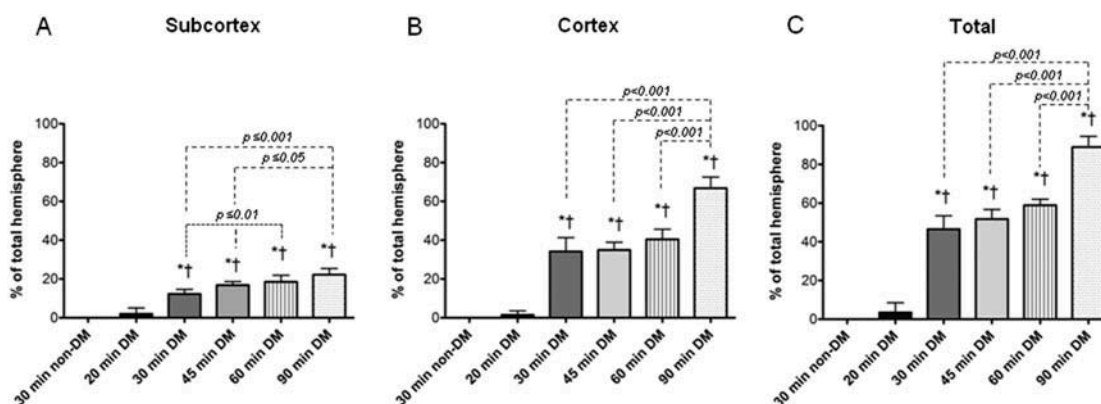 A
Subcortex
% of total hemisphere
100
80
60
40
20
0
p ≤0.001
p ≤0.05
p ≤0.01
*†
*†
*†
*†
30 min non-DM
20 min DM
30 min DM
45 min DM
60 min DM
90 min DM
B
Cortex
% of total hemisphere
100
80
60
40
20
0
p<0.001
p<0.001
p<0.001
*†
*†
*†
*†
30 min non-DM
20 min DM
30 min DM
45 min DM
60 min DM
90 min DM
C
Total
% of total hemisphere
100
80
60
40
20
0
p<0.001
p<0.001
p<0.001
*†
*†
*†
*†
30 min non-DM
20 min DM
30 min DM
45 min DM
60 min DM
90 min DM